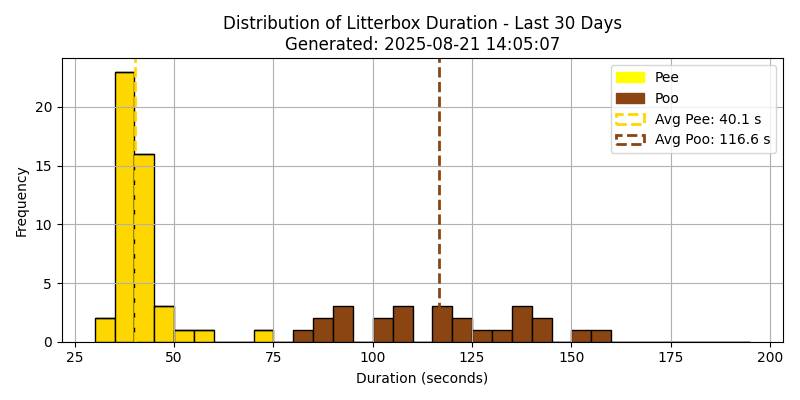 Distribution of Litterbox Duration - Last 30 Days
Generated: 2025-08-21 14:05:07
Pee
Poo
Avg Pee: 40.1 s
Avg Poo: 116.6 s
Frequency
20
15
10
5
0
25 50 75 100 125 150 175 200
Duration (seconds)